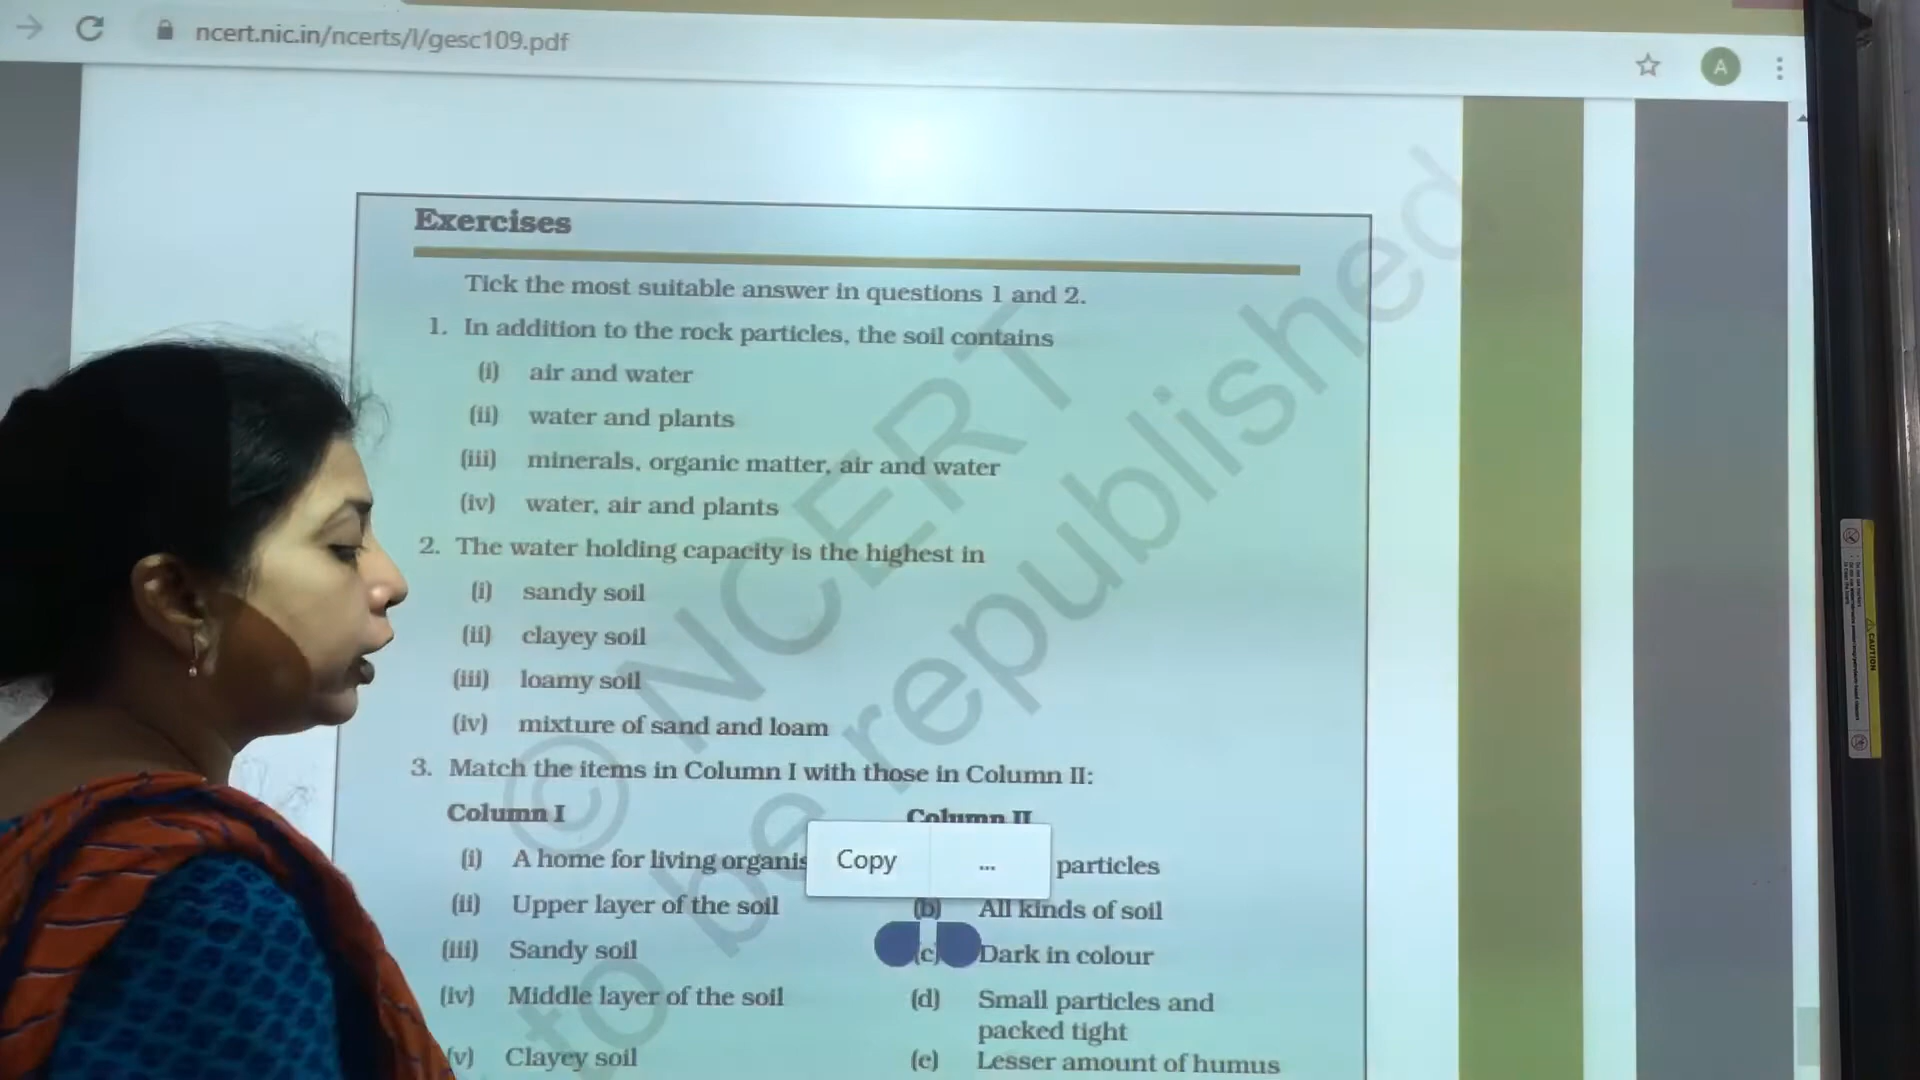 ncert.nic.in/ncerts/l/gesc109.pdf
A
Exercises
Tick the most suitable answer in questions 1 and 2.
1. In addition to the rock particles, the soil contains
(i) air and water
(ii) water and plants
(iii) minerals, organic matter, air and water
(iv) water, air and plants
2. The water holding capacity is the highest in
(i) sandy soil
(ii) clayey soil
(iii) loamy soil
(iv) mixture of sand and loam
3. Match the items in Column I with those in Column II:
Column I Column II
(i) A home for living organis Copy ... particles
(ii) Upper layer of the soil (b) All kinds of soil
(iii) Sandy soil (c) Dark in colour
(iv) Middle layer of the soil (d) Small particles and
packed tight
(v) Clayey soil (e) Lesser amount of humus
© NCERT
to be republished
CAUTION